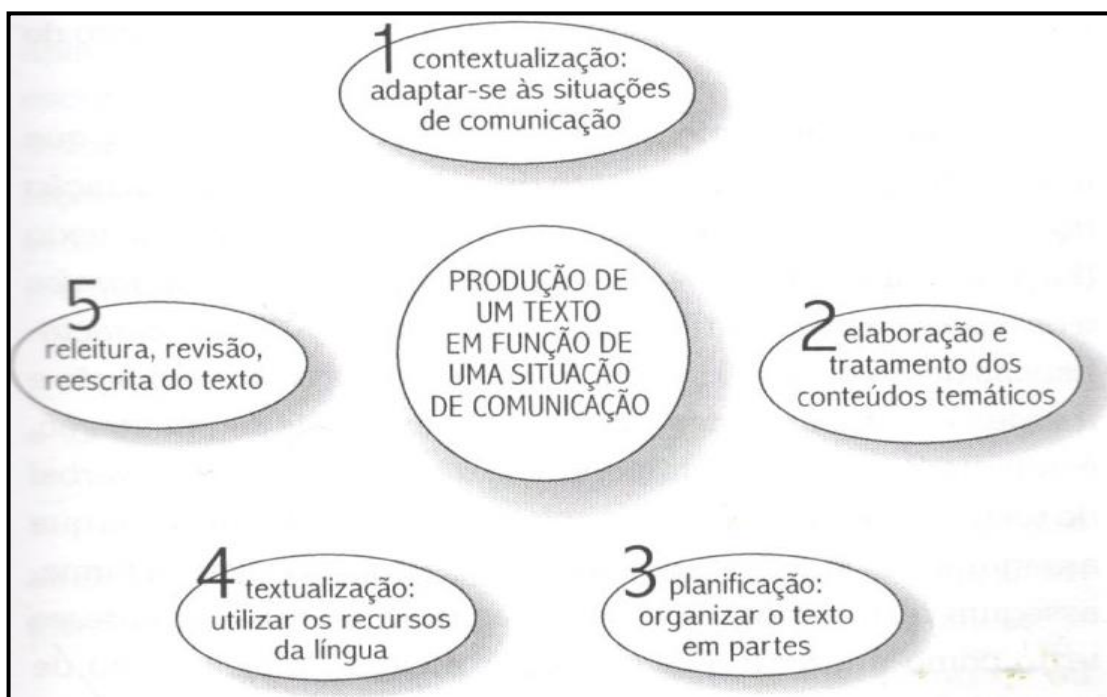 1 contextualização:
adaptar-se às situações
de comunicação
PRODUÇÃO DE
UM TEXTO
EM FUNÇÃO DE
UMA SITUAÇÃO
DE COMUNICAÇÃO
2 elaboração e
tratamento dos
conteúdos temáticos
3 planificação:
organizar o texto
em partes
4 textualização:
utilizar os recursos
da língua
5
releitura, revisão,
reescrita do texto